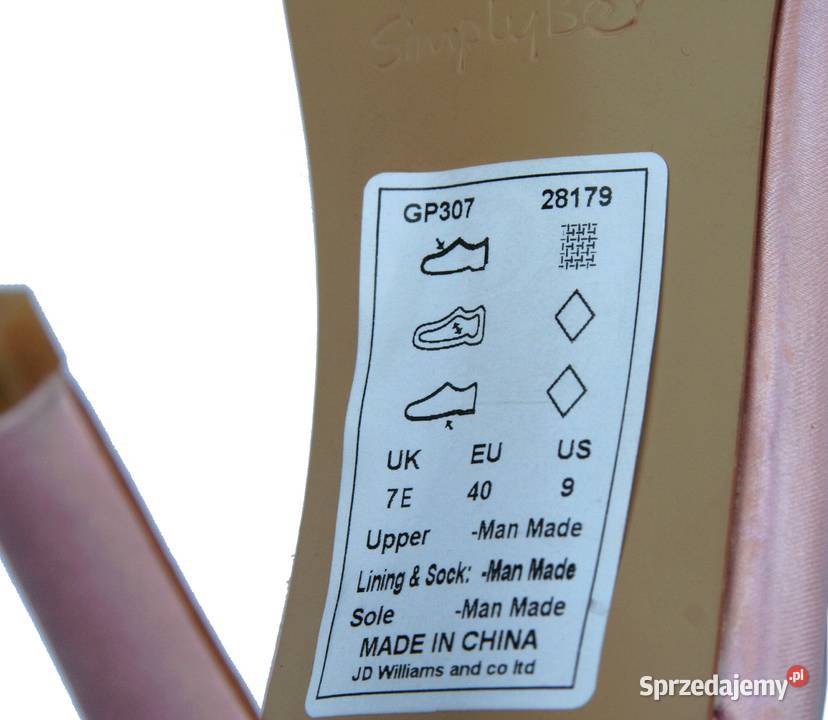 SimplyBe
GP307 28179
UK EU US
7E 40 9
Upper -Man Made
Lining & Sock: -Man Made
Sole -Man Made
MADE IN CHINA
JD Williams and co ltd
Sprzedajemy.pl